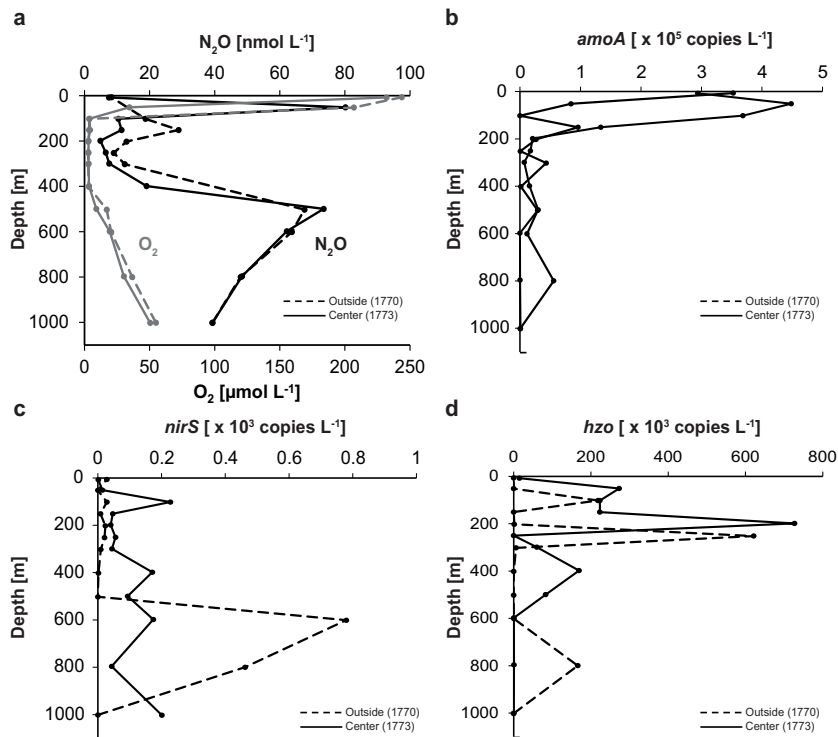 a
N₂O [nmol L⁻¹]
0 20 40 60 80 100
0
200
400
600
800
1000
Depth [m]
O₂
N₂O
Outside (1770)
Center (1773)
0 50 100 150 200 250
O₂ [µmol L⁻¹]
b
amoA [ x 10⁵ copies L⁻¹]
0 1 2 3 4 5
0
200
400
600
800
1000
Depth [m]
Outside (1770)
Center (1773)
c
nirS [ x 10³ copies L⁻¹]
0 0.2 0.4 0.6 0.8 1
0
200
400
600
800
1000
Depth [m]
Outside (1770)
Center (1773)
d
hzo [ x 10³ copies L⁻¹]
0 200 400 600 800
0
200
400
600
800
1000
Depth [m]
Outside (1770)
Center (1773)